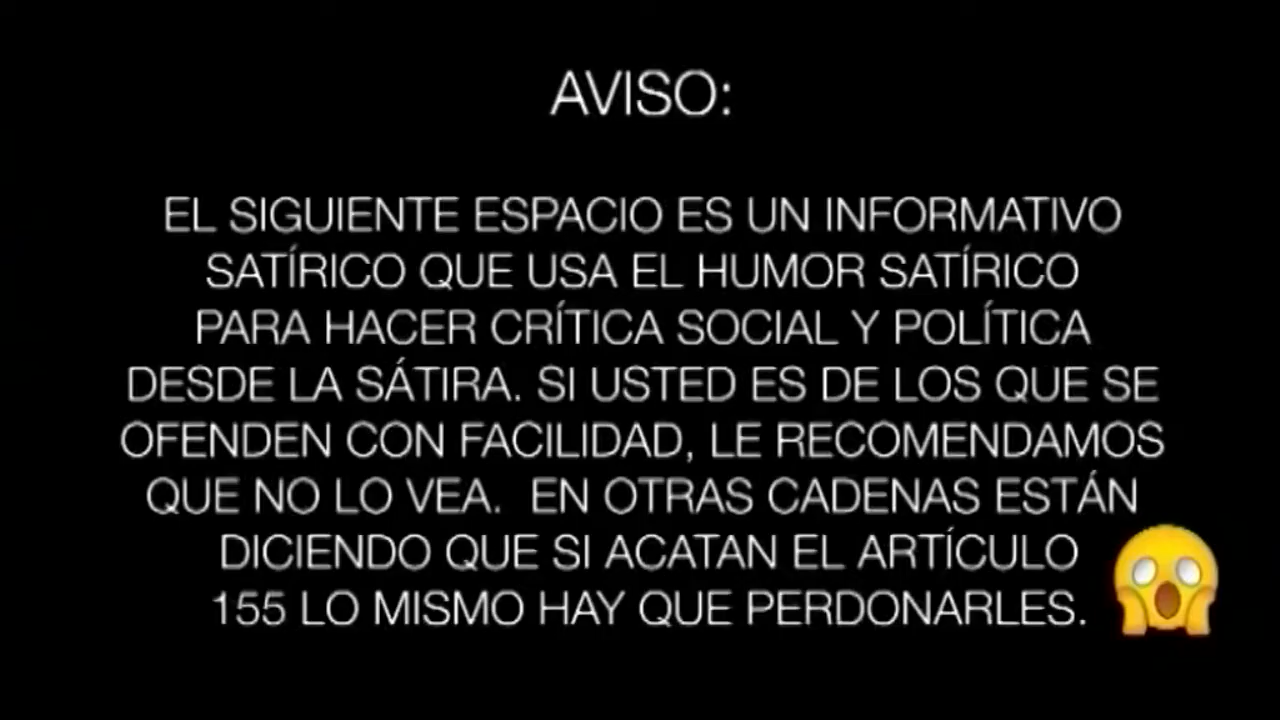 AVISO:
EL SIGUIENTE ESPACIO ES UN INFORMATIVO
SATÍRICO QUE USA EL HUMOR SATÍRICO
PARA HACER CRÍTICA SOCIAL Y POLÍTICA
DESDE LA SÁTIRA. SI USTED ES DE LOS QUE SE
OFENDEN CON FACILIDAD, LE RECOMENDAMOS
QUE NO LO VEA. EN OTRAS CADENAS ESTÁN
DICIENDO QUE SI ACATAN EL ARTÍCULO
155 LO MISMO HAY QUE PERDONARLES.